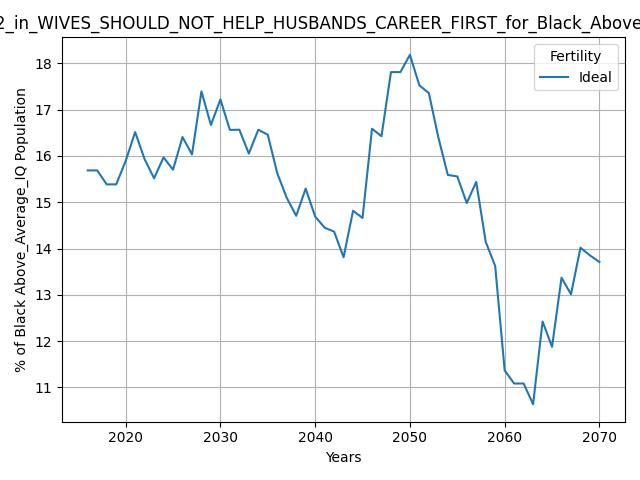 2_in_WIVES_SHOULD_NOT_HELP_HUSBANDS_CAREER_FIRST_for_Black_Above
Fertility
Ideal
% of Black Above_Average_IQ Population
18
17
16
15
14
13
12
11
2020
2030
2040
2050
2060
2070
Years